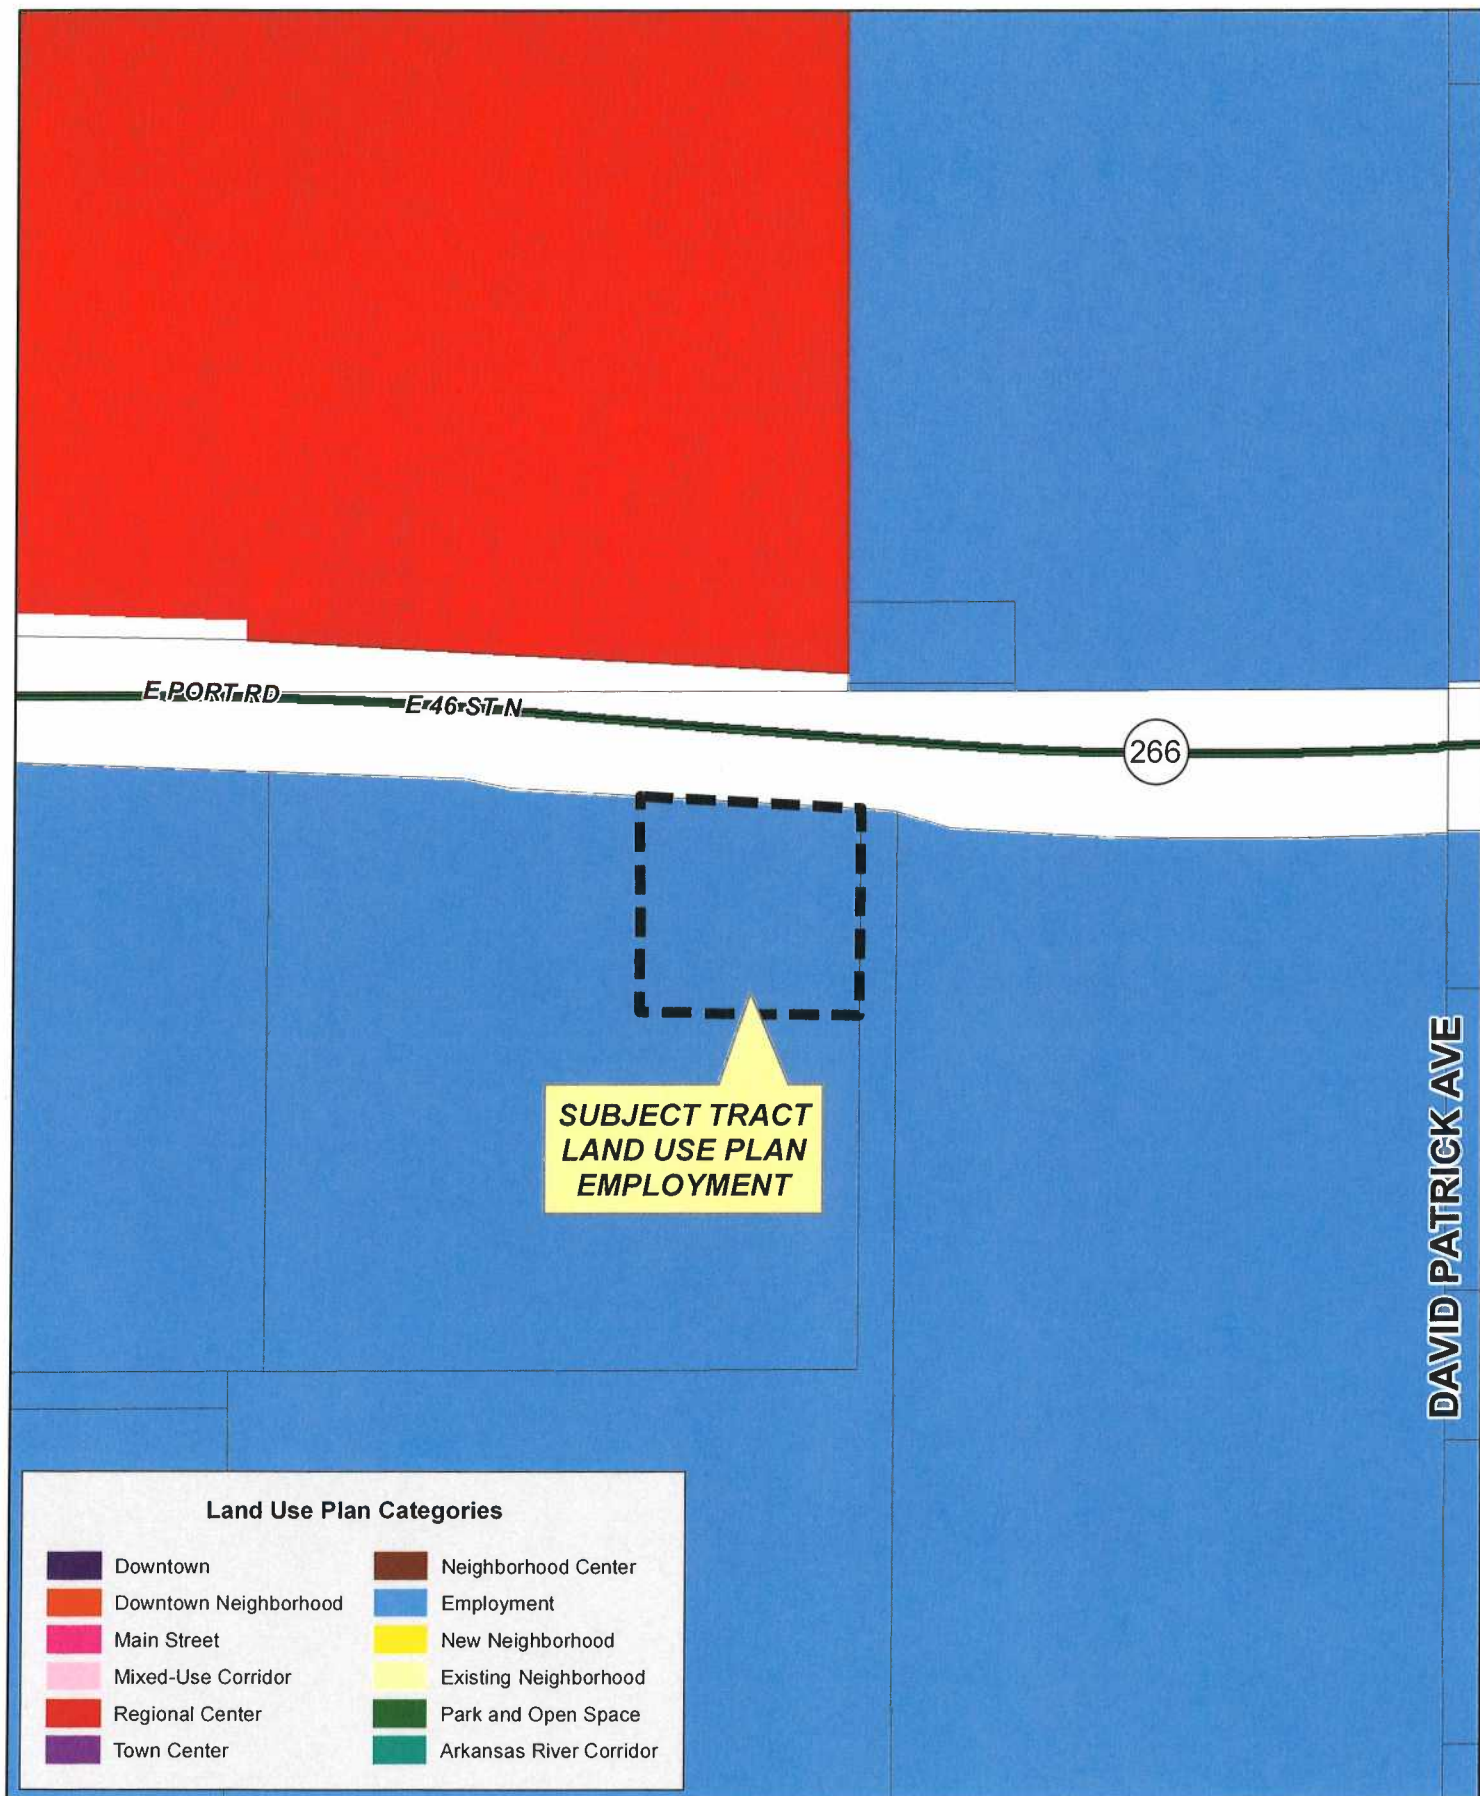 E PORT RD
E 46 ST N
266
SUBJECT TRACT
LAND USE PLAN
EMPLOYMENT
DAVID PATRICK AVE
Land Use Plan Categories
Downtown
Downtown Neighborhood
Main Street
Mixed-Use Corridor
Regional Center
Town Center
Neighborhood Center
Employment
New Neighborhood
Existing Neighborhood
Park and Open Space
Arkansas River Corridor